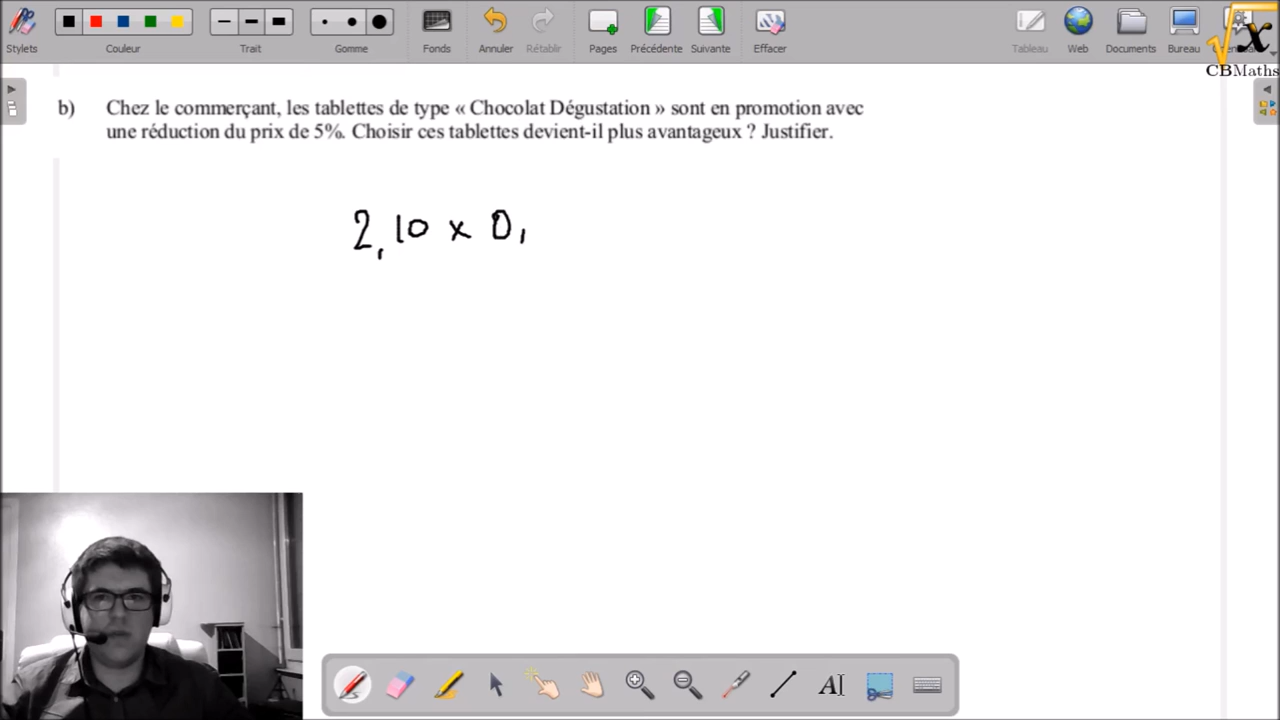 Stylets Couleur Trait Gomme Fonds Annuler Rétablir Pages Précédente Suivante Effacer Tableau Web Documents Bureau
CBMaths
b) Chez le commerçant, les tablettes de type « Chocolat Dégustation » sont en promotion avec
une réduction du prix de 5%. Choisir ces tablettes devient-il plus avantageux ? Justifier.
2,10 x 0,
AI